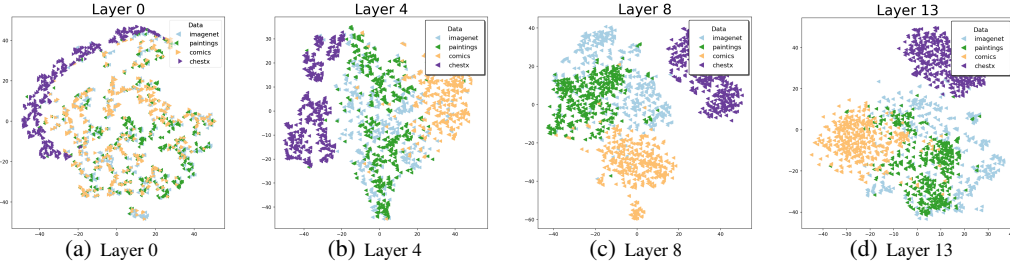 Layer 0
Data
imagenet
paintings
comics
chestx
40
20
0
−20
−40
−40 −20 0 20 40
(a) Layer 0
Layer 4
Data
imagenet
paintings
comics
chestx
30
20
10
0
−10
−20
−30
−40
−40 −20 0 20 40
(b) Layer 4
Layer 8
Data
imagenet
paintings
comics
chestx
40
20
0
−20
−40
−60
−40 −20 0 20 40
(c) Layer 8
Layer 13
Data
imagenet
paintings
comics
chestx
40
20
0
−20
−40
−40 −20 0 20 40
(d) Layer 13